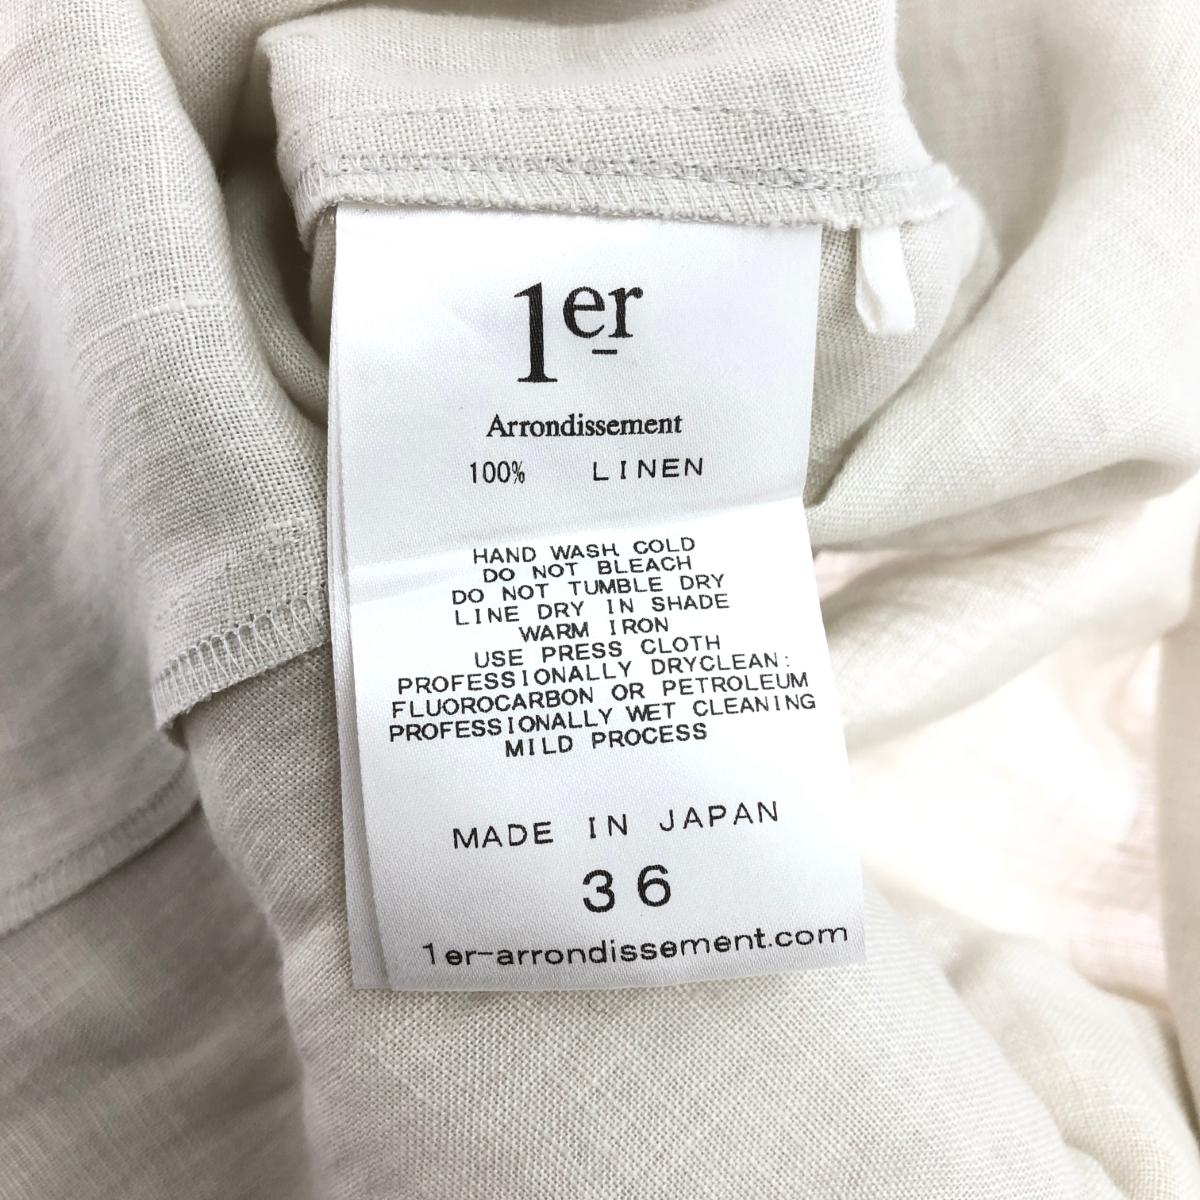 1er
Arrondissement
100% LINEN
HAND WASH COLD
DO NOT BLEACH
DO NOT TUMBLE DRY
LINE DRY IN SHADE
WARM IRON
USE PRESS CLOTH
PROFESSIONALLY DRYCLEAN:
FLUOROCARBON OR PETROLEUM
PROFESSIONALLY WET CLEANING
MILD PROCESS
MADE IN JAPAN
36
1er-arrondissement.com